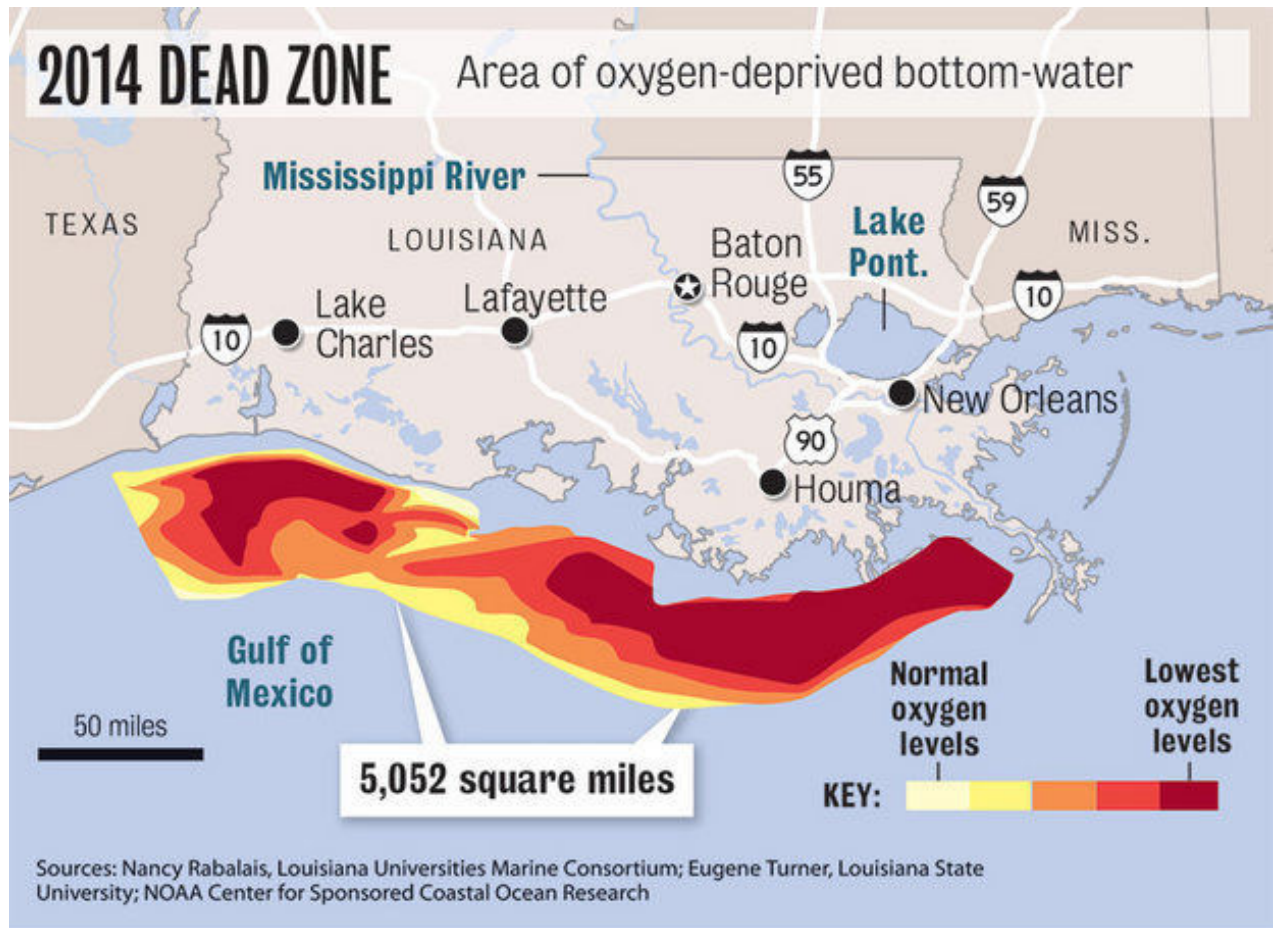 2014 DEAD ZONE
Area of oxygen-deprived bottom-water
Mississippi River
55
59
TEXAS
LOUISIANA
Lake
Pont.
MISS.
Baton
Rouge
10
Lake
Charles
Lafayette
10
10
New Orleans
90
Houma
Gulf of
Mexico
50 miles
5,052 square miles
Normal
oxygen
levels
Lowest
oxygen
levels
KEY:
Sources: Nancy Rabalais, Louisiana Universities Marine Consortium; Eugene Turner, Louisiana State
University; NOAA Center for Sponsored Coastal Ocean Research